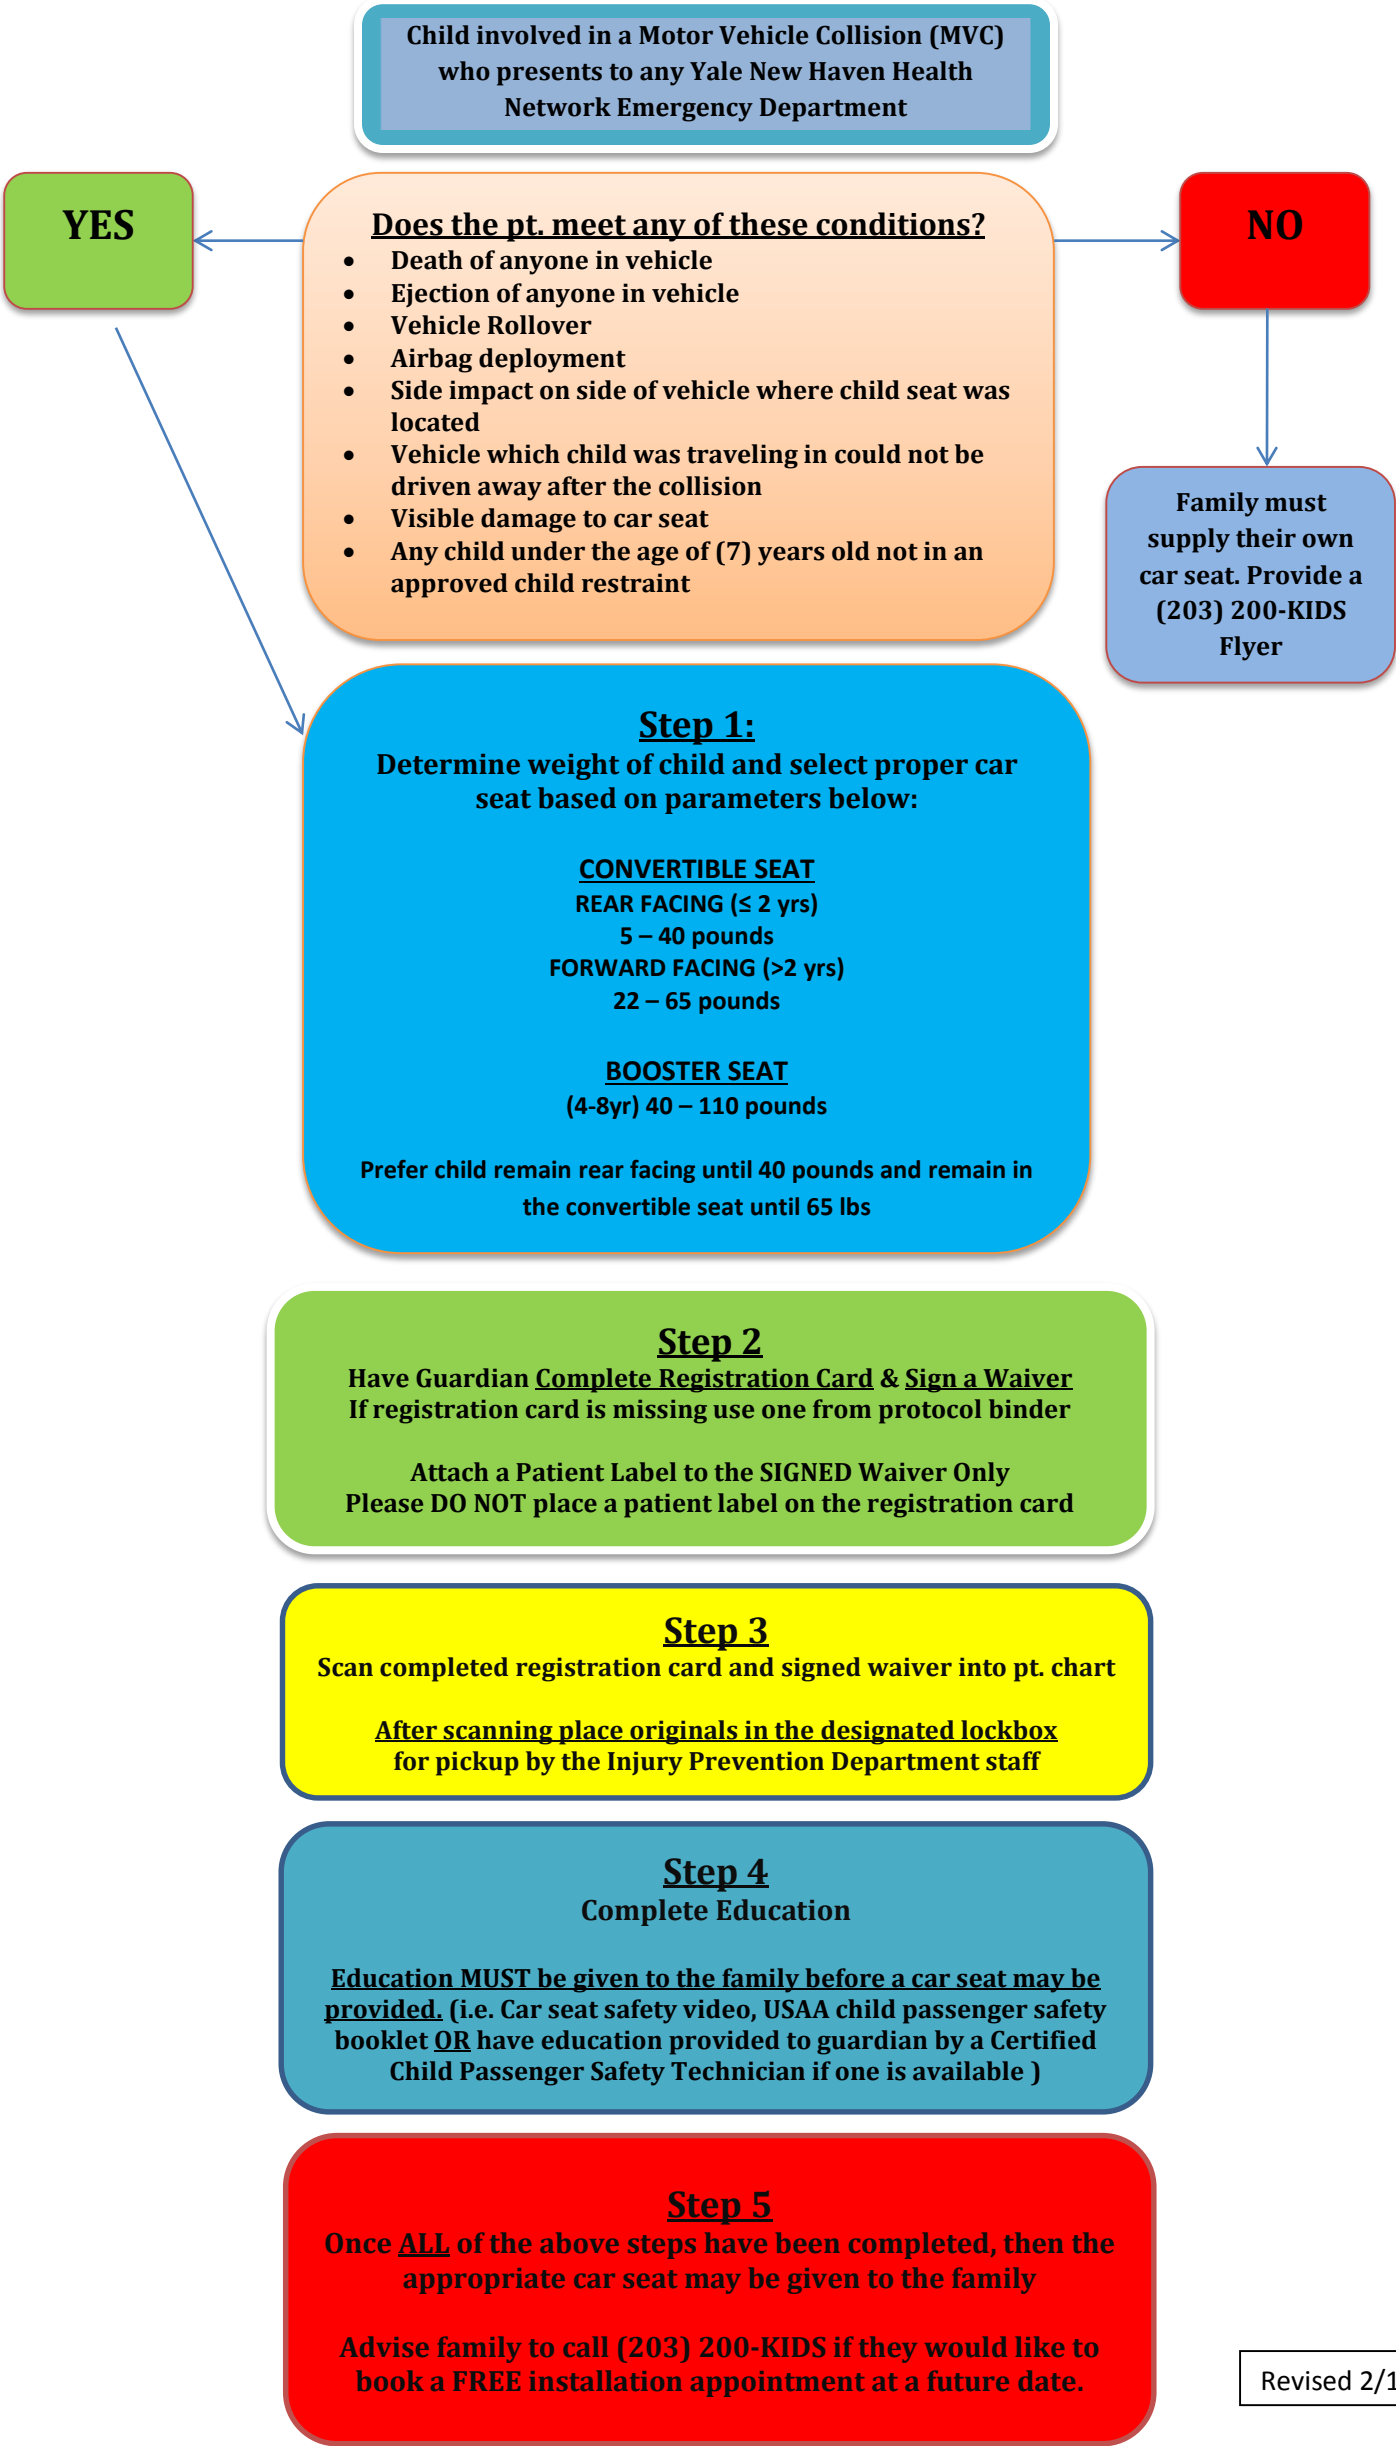 Child involved in a Motor Vehicle Collision (MVC)
who presents to any Yale New Haven Health
Network Emergency Department
YES
Does the pt. meet any of these conditions?
• Death of anyone in vehicle
• Ejection of anyone in vehicle
• Vehicle Rollover
• Airbag deployment
• Side impact on side of vehicle where child seat was
located
• Vehicle which child was traveling in could not be
driven away after the collision
• Visible damage to car seat
• Any child under the age of (7) years old not in an
approved child restraint
NO
Family must
supply their own
car seat. Provide a
(203) 200-KIDS
Flyer
Step 1:
Determine weight of child and select proper car
seat based on parameters below:
CONVERTIBLE SEAT
REAR FACING (≤ 2 yrs)
5 – 40 pounds
FORWARD FACING (>2 yrs)
22 – 65 pounds
BOOSTER SEAT
(4-8yr) 40 – 110 pounds
Prefer child remain rear facing until 40 pounds and remain in
the convertible seat until 65 lbs
Step 2
Have Guardian Complete Registration Card & Sign a Waiver
If registration card is missing use one from protocol binder
Attach a Patient Label to the SIGNED Waiver Only
Please DO NOT place a patient label on the registration card
Step 3
Scan completed registration card and signed waiver into pt. chart
After scanning place originals in the designated lockbox
for pickup by the Injury Prevention Department staff
Step 4
Complete Education
Education MUST be given to the family before a car seat may be
provided. (i.e. Car seat safety video, USAA child passenger safety
booklet OR have education provided to guardian by a Certified
Child Passenger Safety Technician if one is available )
Step 5
Once ALL of the above steps have been completed, then the
appropriate car seat may be given to the family
Advise family to call (203) 200-KIDS if they would like to
book a FREE installation appointment at a future date.
Revised 2/1